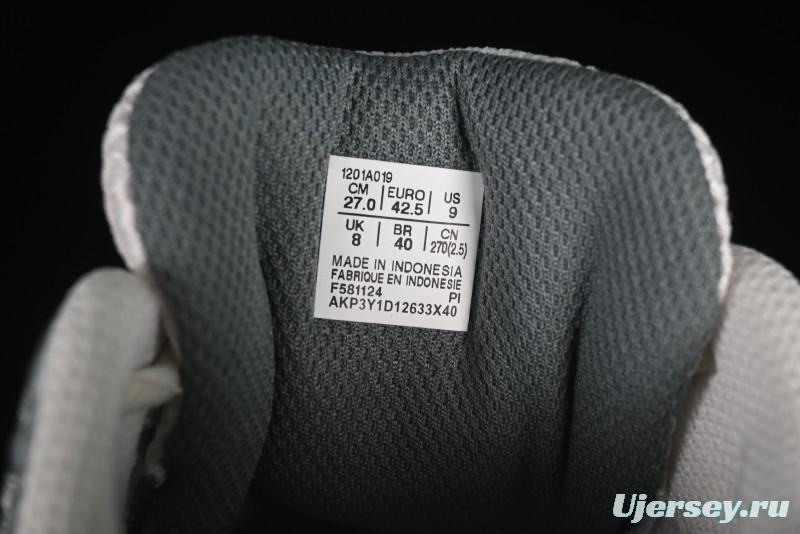 1201A019
CM EURO US
27.0 42.5 9
UK BR CN
8 40 270(2.5)
MADE IN INDONESIA
FABRIQUE EN INDONESIE
F581124 PI
AKP3Y1D12633X40
Ujersey.ru